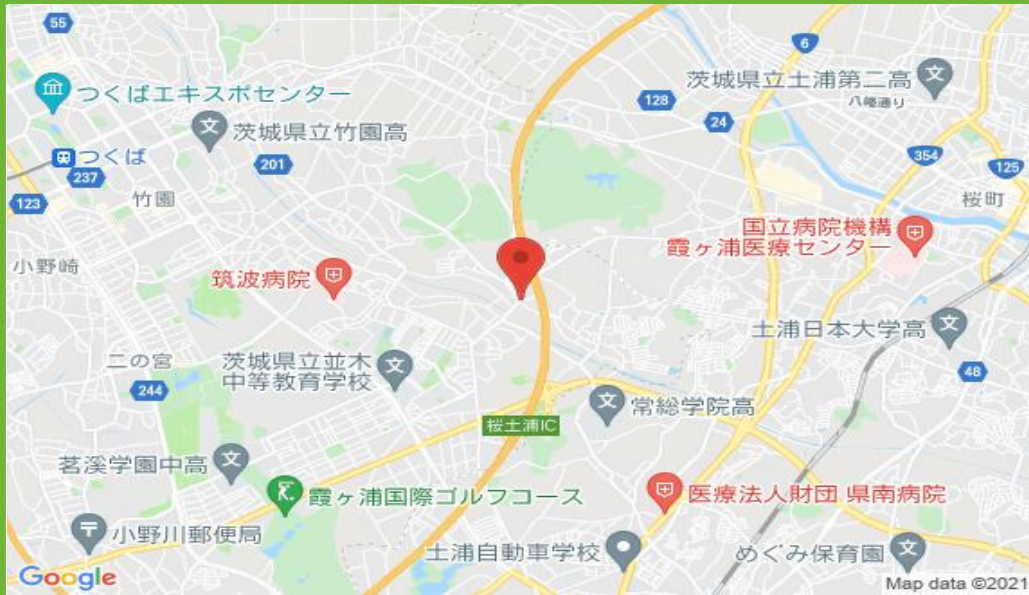 55
つくばエキスポセンター
茨城県立竹園高
つくば
237
201
123
竹園
小野崎
6
茨城県立土浦第二高
八幡通り
128
24
354
125
桜町
国立病院機構
霞ヶ浦医療センター
筑波病院
土浦日本大学高
二の宮
茨城県立並木
中等教育学校
244
48
常総学院高
桜土浦IC
茗溪学園中高
霞ヶ浦国際ゴルフコース
医療法人財団 県南病院
小野川郵便局
土浦自動車学校
めぐみ保育園
Google
Map data ©2021